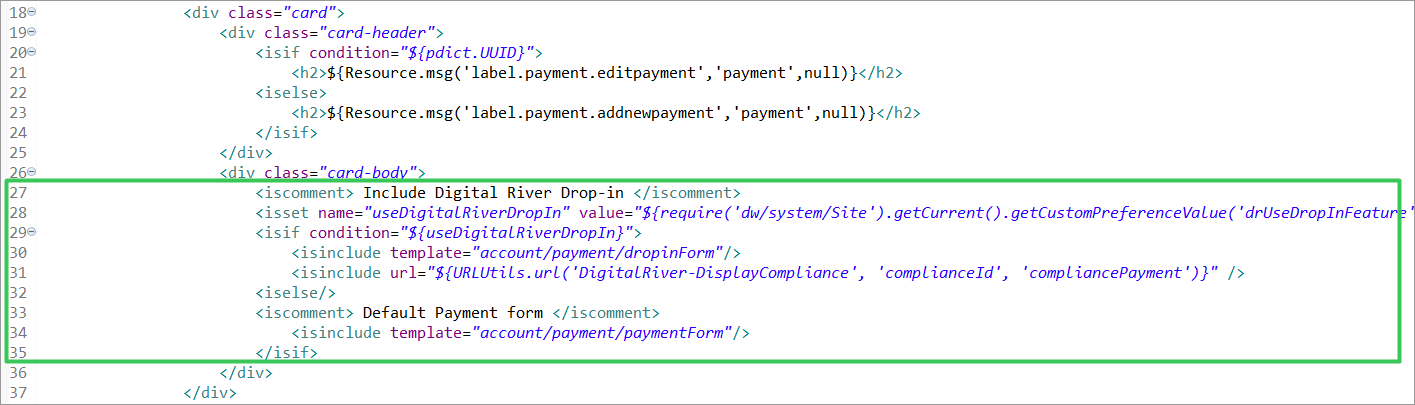 18 <div class="card">
19 <div class="card-header">
20 <isif condition="${pdict.UUID}">
21 <h2>${Resource.msg('label.payment.editpayment','payment',null)}</h2>
22 <iselse>
23 <h2>${Resource.msg('label.payment.addnewpayment','payment',null)}</h2>
24 </isif>
25 </div>
26 <div class="card-body">
27 <iscomment> Include Digital River Drop-in </iscomment>
28 <isset name="useDigitalRiverDropIn" value="${require('dw/system/Site').getCurrent().getCustomPreferenceValue('drUseDropInFeature'
29 <isif condition="${useDigitalRiverDropIn}">
30 <isinclude template="account/payment/dropinForm"/>
31 <isinclude url="${URLUtils.url('DigitalRiver-DisplayCompliance', 'complianceId', 'compliancePayment')}" />
32 <iselse/>
33 <iscomment> Default Payment form </iscomment>
34 <isinclude template="account/payment/paymentForm"/>
35 </isif>
36 </div>
37 </div>